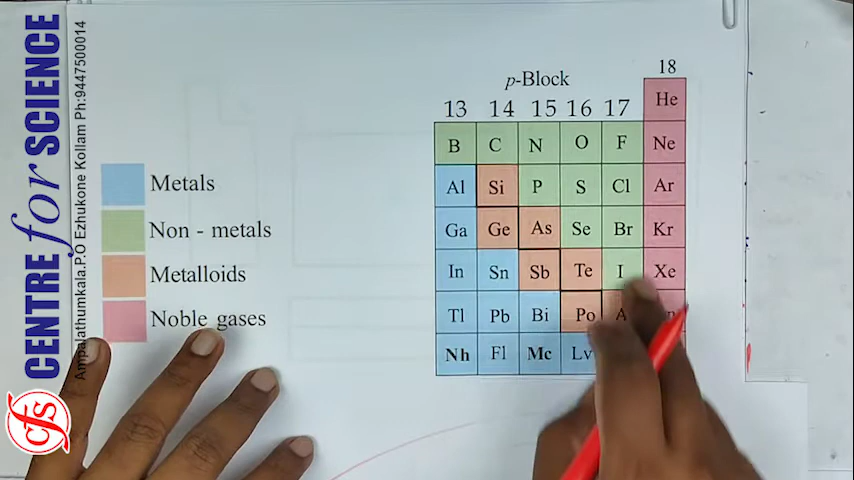 CENTRE for SCIENCE
Ampalathumkala.P.O Ezhukone Kollam Ph:9447500014
cfs
p-Block
18
13 14 15 16 17
He
B C N O F Ne
Al Si P S Cl Ar
Ga Ge As Se Br Kr
In Sn Sb Te I Xe
Tl Pb Bi Po
Nh Fl Mc Lv
Metals
Non - metals
Metalloids
Noble gases